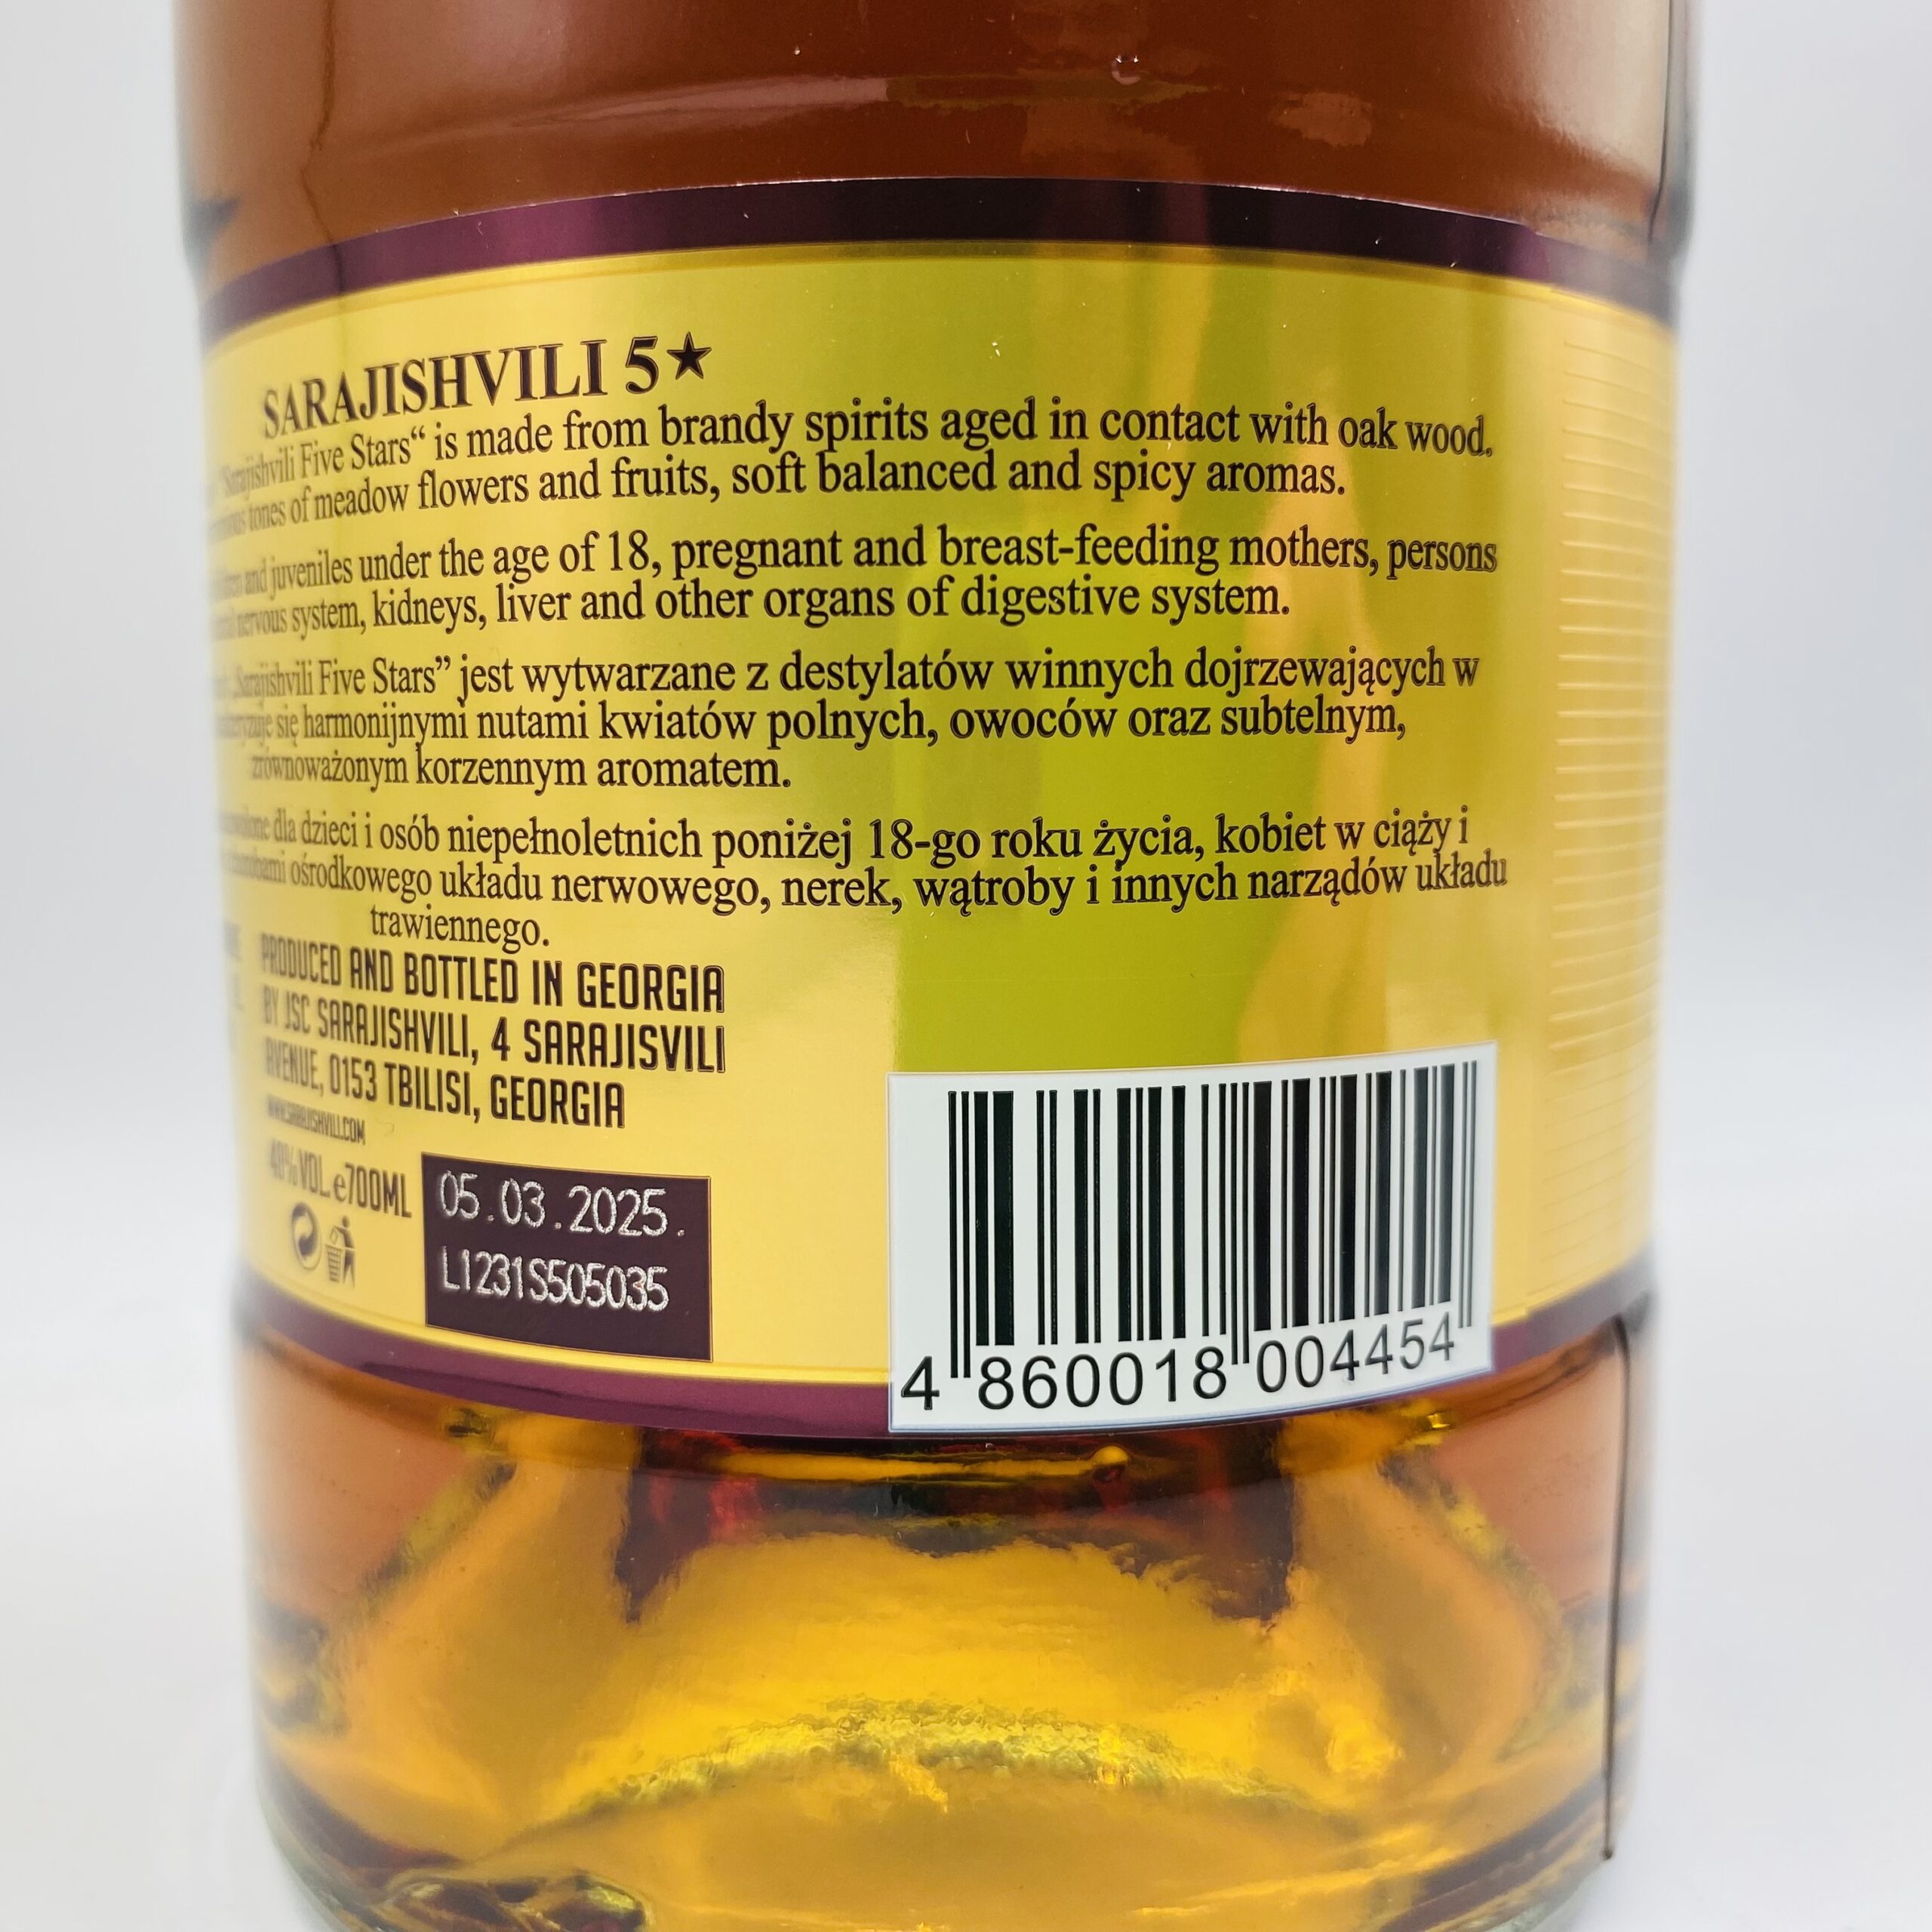 SARAJISHVILI 5★
"Sarajishvili Five Stars“ is made from brandy spirits aged in contact with oak wood.
tones of meadow flowers and fruits, soft balanced and spicy aromas.
and juveniles under the age of 18, pregnant and breast-feeding mothers, persons
nervous system, kidneys, liver and other organs of digestive system.
„Sarajishvili Five Stars” jest wytwarzane z destylatów winnych dojrzewających w
się harmonijnymi nutami kwiatów polnych, owoców oraz subtelnym,
zrównoważonym korzennym aromatem.
dla dzieci i osób niepełnoletnich poniżej 18-go roku życia, kobiet w ciąży i
ośrodkowego układu nerwowego, nerek, wątroby i innych narządów układu
trawiennego.
PRODUCED AND BOTTLED IN GEORGIA
BY JSC SARAJISHVILI, 4 SARAJISVILI
AVENUE, 0153 TBILISI, GEORGIA
WWW.SARAJISHVILI.COM
40%VOL e700ML
05.03.2025.
L1231S505035
4 860018 004454